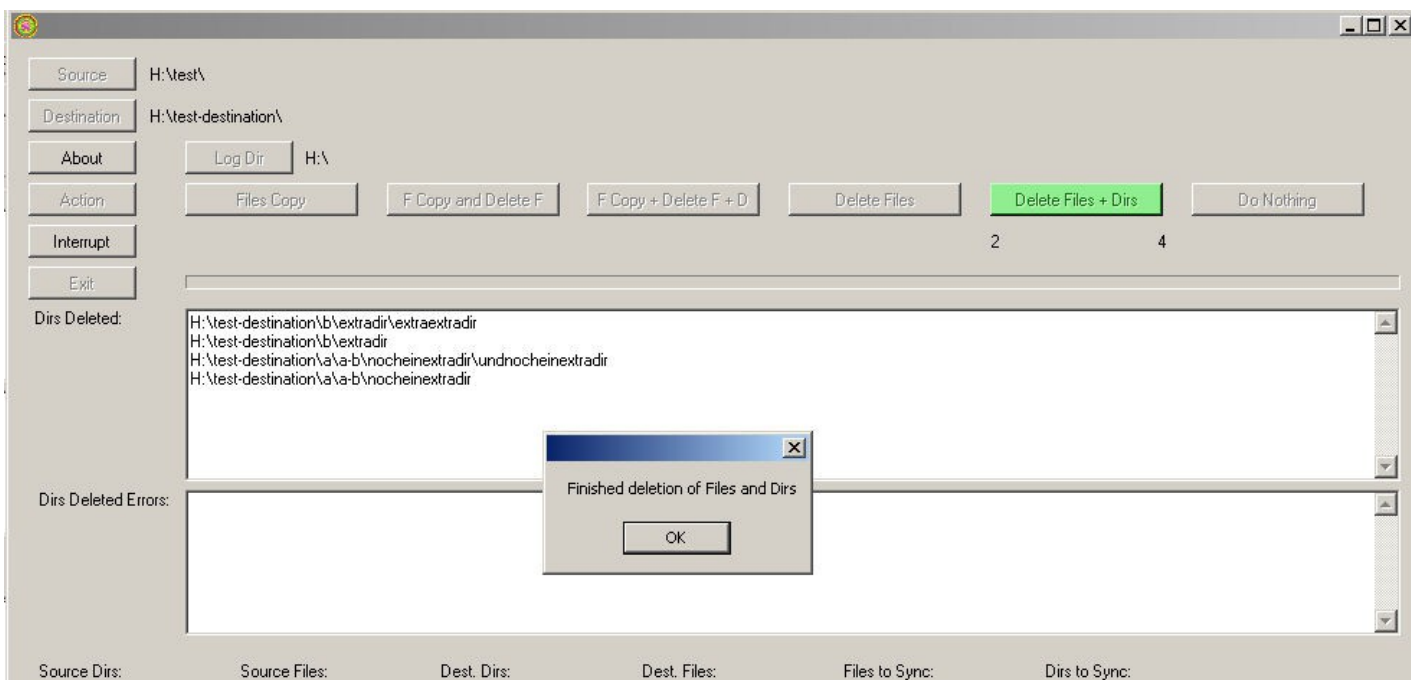 Source H:\test\
Destination H:\test-destination\
About Log Dir H:\
Action Files Copy F Copy and Delete F F Copy + Delete F + D Delete Files Delete Files + Dirs Do Nothing
Interrupt 2 4
Exit
Dirs Deleted:
H:\test-destination\b\extradir\extraextradir
H:\test-destination\b\extradir
H:\test-destination\a\a-b\nocheinextradir\undnocheinextradir
H:\test-destination\a\a-b\nocheinextradir
Finished deletion of Files and Dirs
OK
Dirs Deleted Errors:
Source Dirs: Source Files: Dest. Dirs: Dest. Files: Files to Sync: Dirs to Sync: